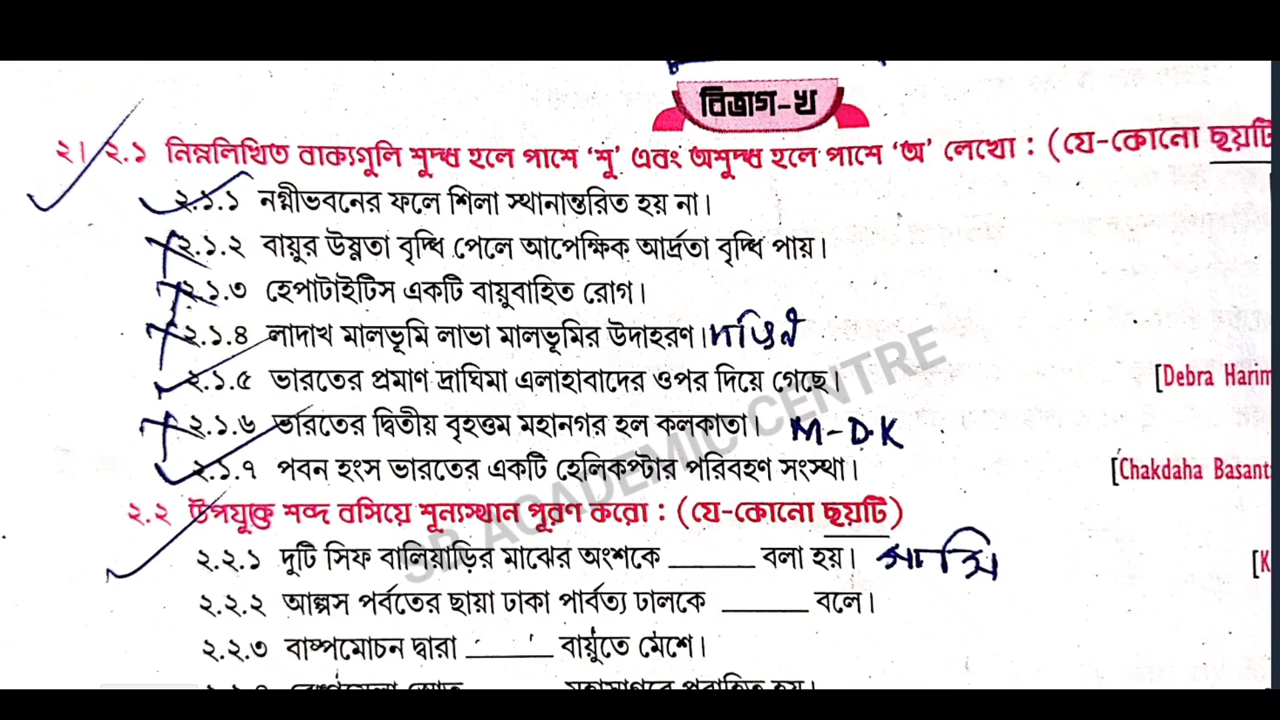 বিভাগ-খ
২। ২.১ নিম্নলিখিত বাক্যগুলি শুদ্ধ হলে পাশে ‘শু’ এবং অশুদ্ধ হলে পাশে ‘অ’ লেখো : (যে-কোনো ছয়টি
২.১.১ নগ্নীভবনের ফলে শিলা স্থানান্তরিত হয় না।
২.১.২ বায়ুর উষ্ণতা বৃদ্ধি পেলে আপেক্ষিক আর্দ্রতা বৃদ্ধি পায়।
২.১.৩ হেপাটাইটিস একটি বায়ুবাহিত রোগ।
২.১.৪ লাদাখ মালভূমি লাভা মালভূমির উদাহরণ।
২.১.৫ ভারতের প্রমাণ দ্রাঘিমা এলাহাবাদের ওপর দিয়ে গেছে। [Debra Harim
২.১.৬ ভারতের দ্বিতীয় বৃহত্তম মহানগর হল কলকাতা। M-D.K
২.১.৭ পবন হংস ভারতের একটি হেলিকপ্টার পরিবহণ সংস্থা। [Chakdaha Basant
২.২ উপযুক্ত শব্দ বসিয়ে শূন্যস্থান পূরণ করো : (যে-কোনো ছয়টি)
২.২.১ দুটি সিফ বালিয়াড়ির মাঝের অংশকে ______ বলা হয়। [K
২.২.২ আল্পস পর্বতের ছায়া ঢাকা পার্বত্য ঢালকে ______ বলে।
২.২.৩ বাষ্পমোচন দ্বারা ______ বায়ুতে মেশে।
SR ACADEMIC CENTRE